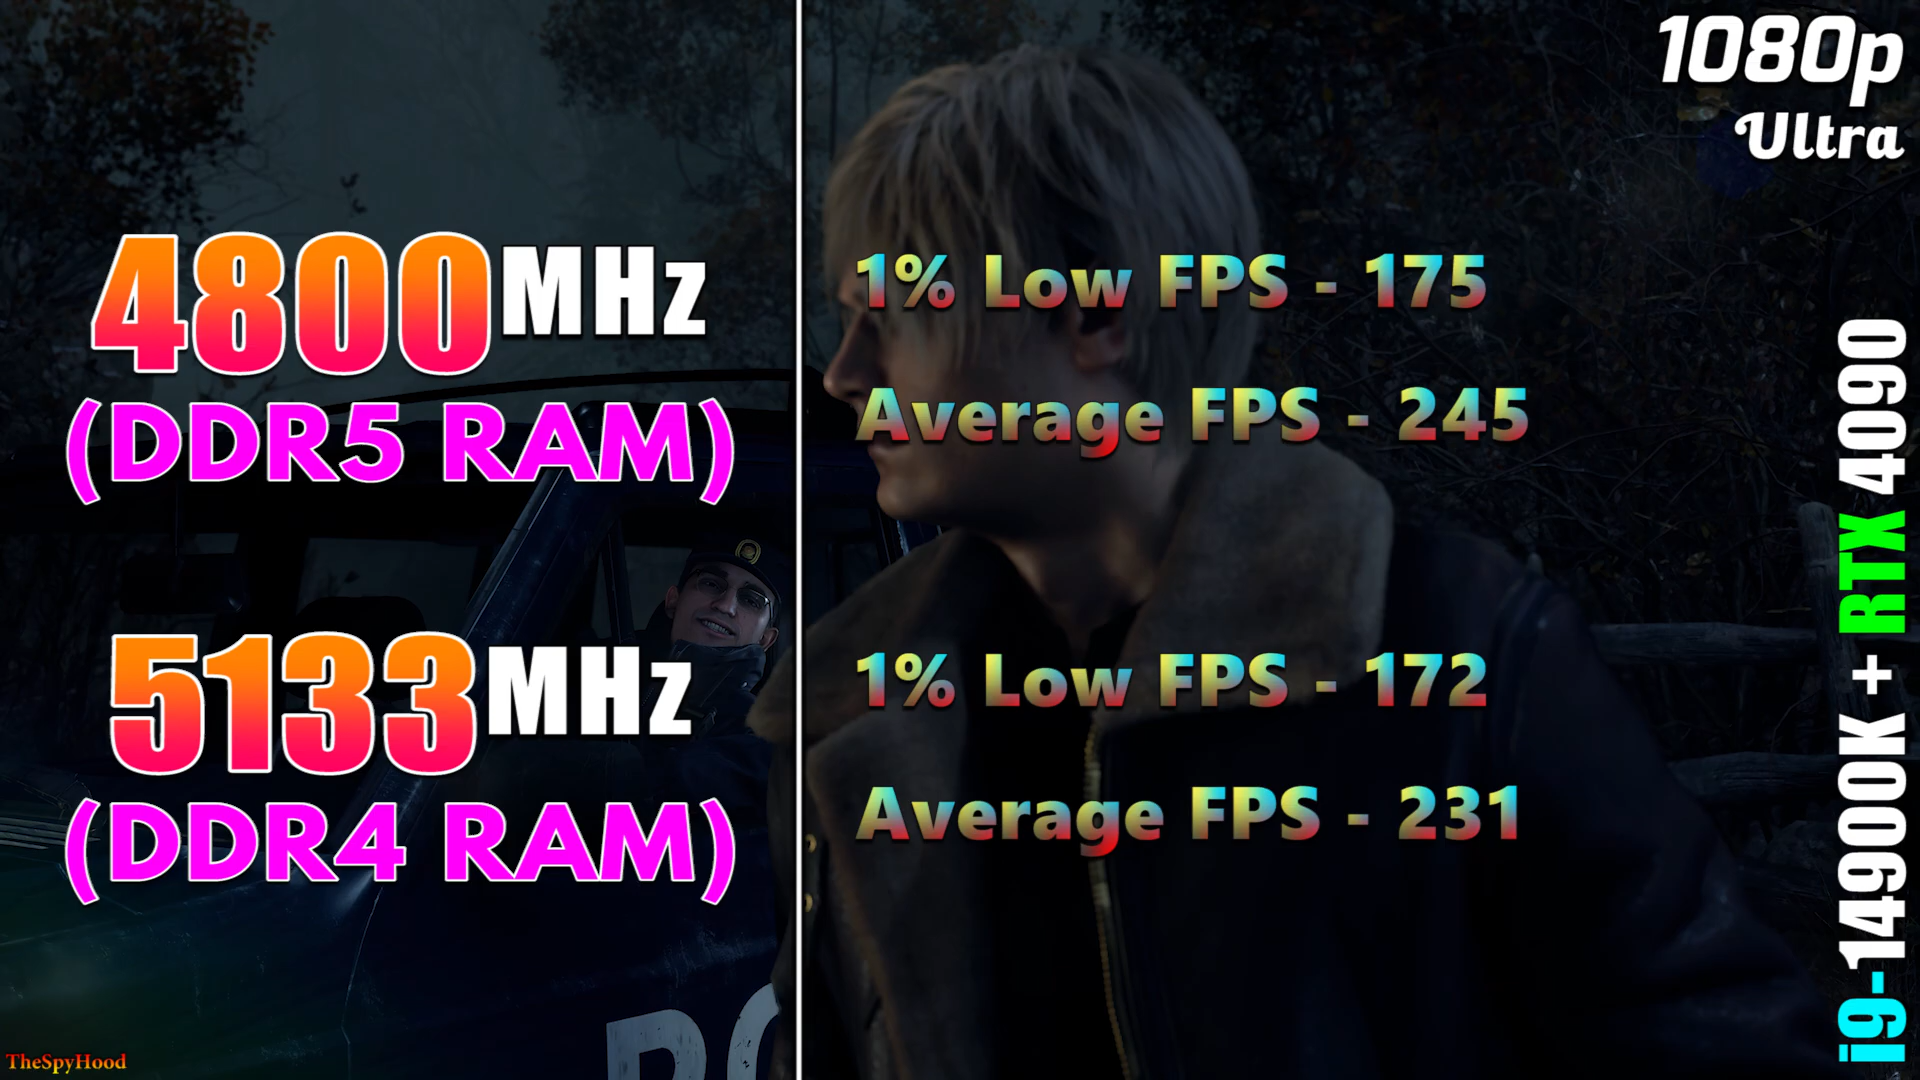 1080p
Ultra
4800MHz
(DDR5 RAM)
1% Low FPS - 175
Average FPS - 245
5133MHz
(DDR4 RAM)
1% Low FPS - 172
Average FPS - 231
i9-14900K + RTX 4090
TheSpyHood